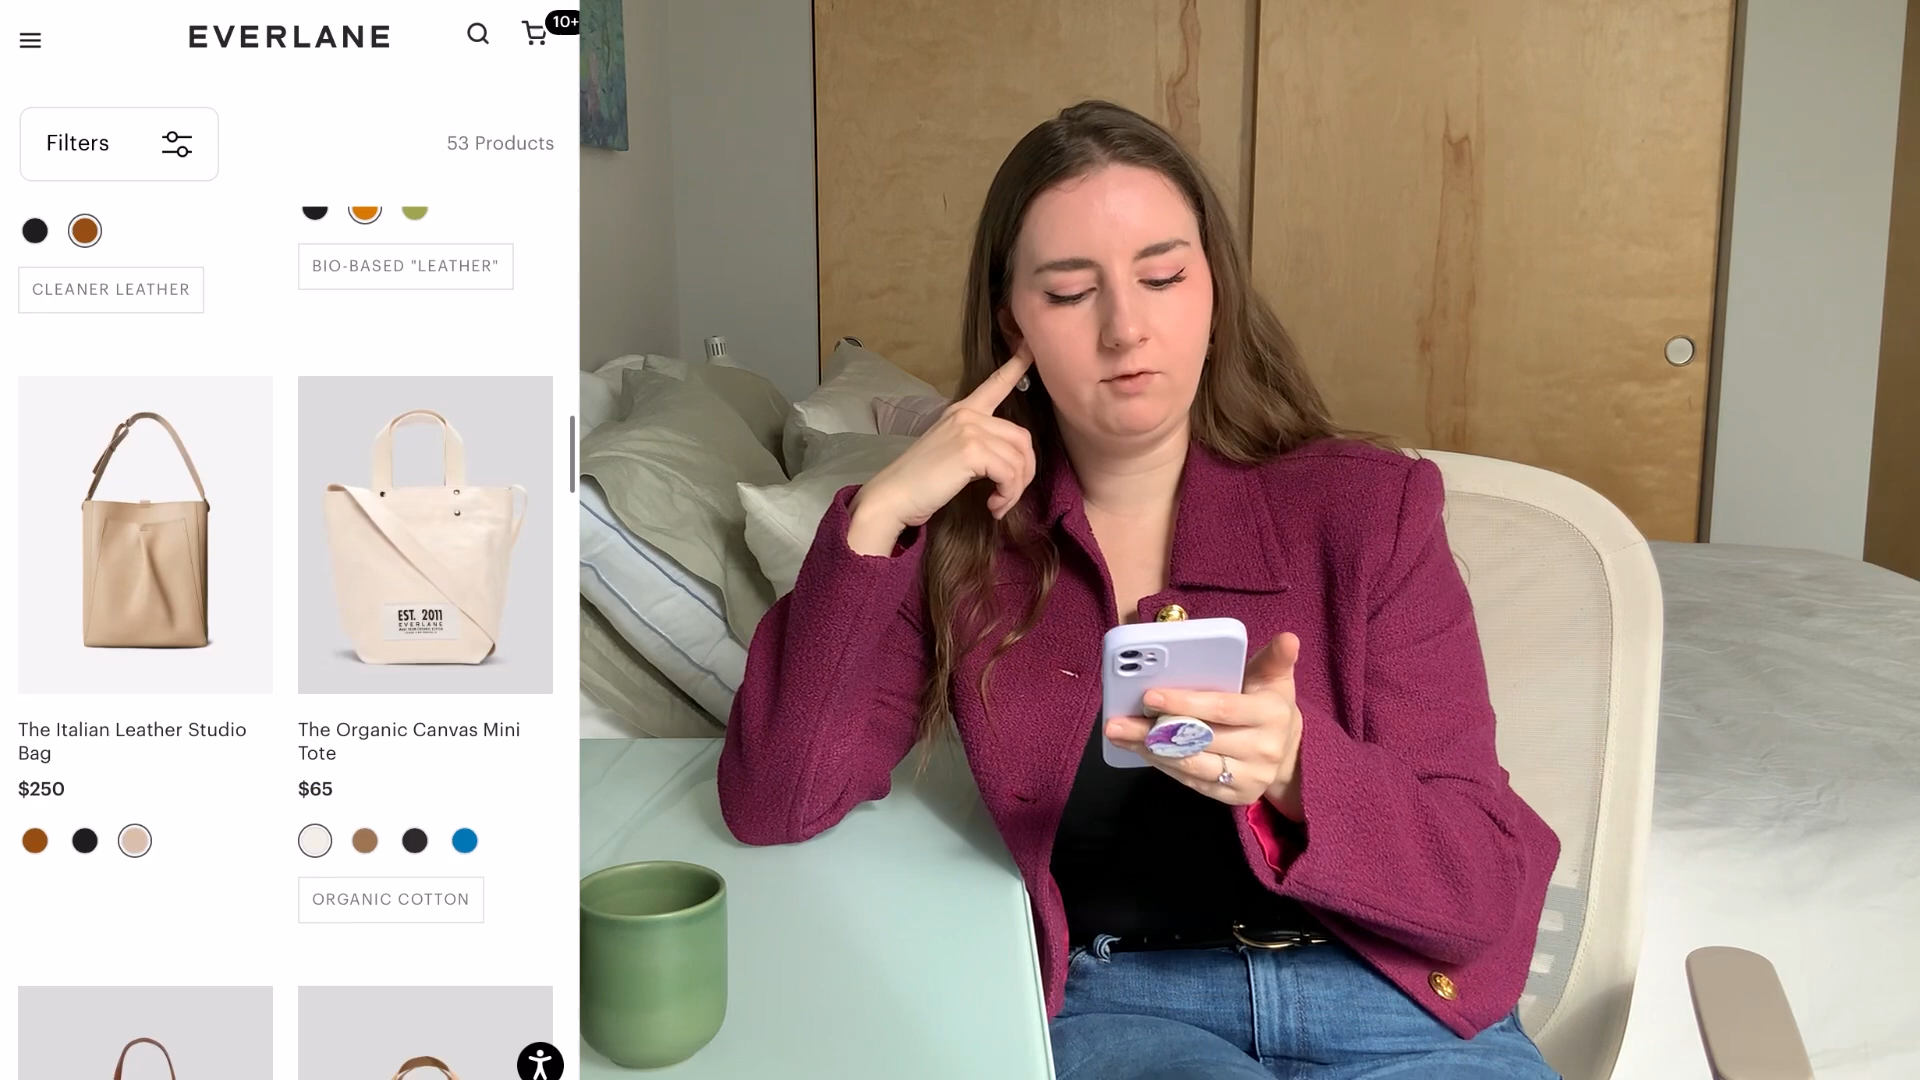 EVERLANE
10+
Filters
53 Products
CLEANER LEATHER
BIO-BASED "LEATHER"
EST. 2011
EVERLANE
The Italian Leather Studio
Bag
$250
The Organic Canvas Mini
Tote
$65
ORGANIC COTTON